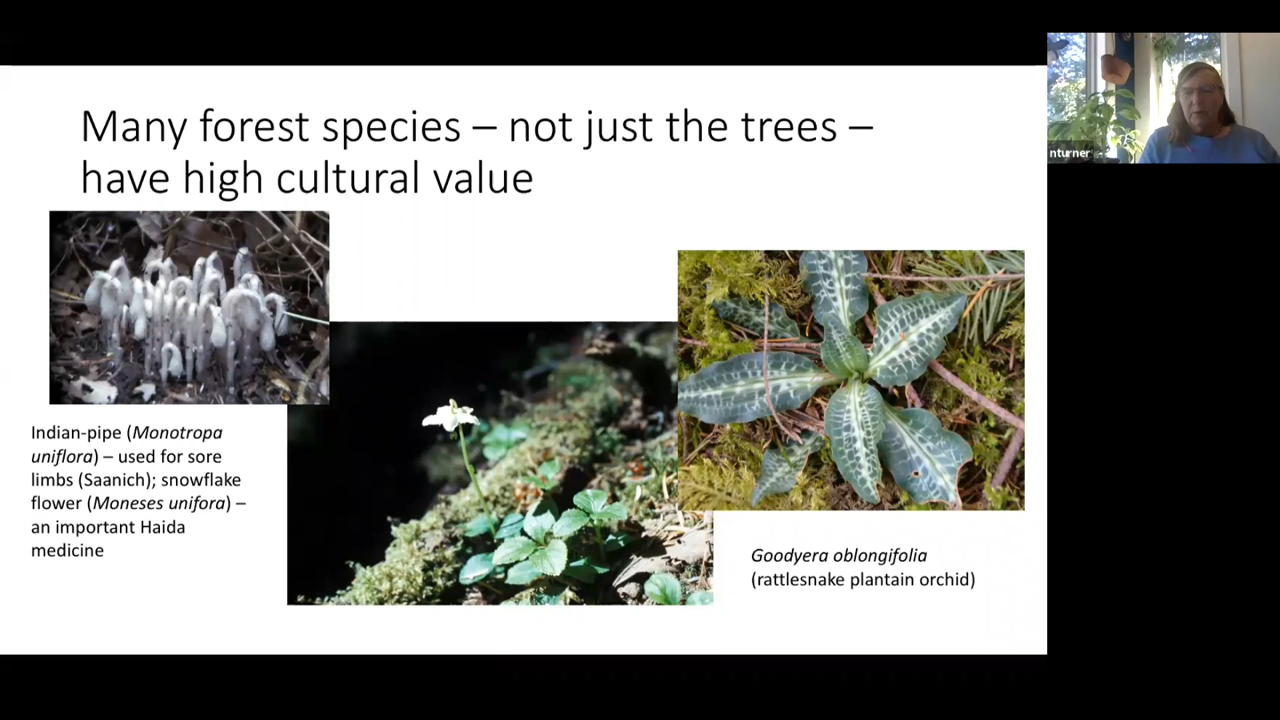 Many forest species – not just the trees –
have high cultural value
nturner
Indian-pipe (Monotropa
uniflora) – used for sore
limbs (Saanich); snowflake
flower (Moneses unifora) –
an important Haida
medicine
Goodyera oblongifolia
(rattlesnake plantain orchid)